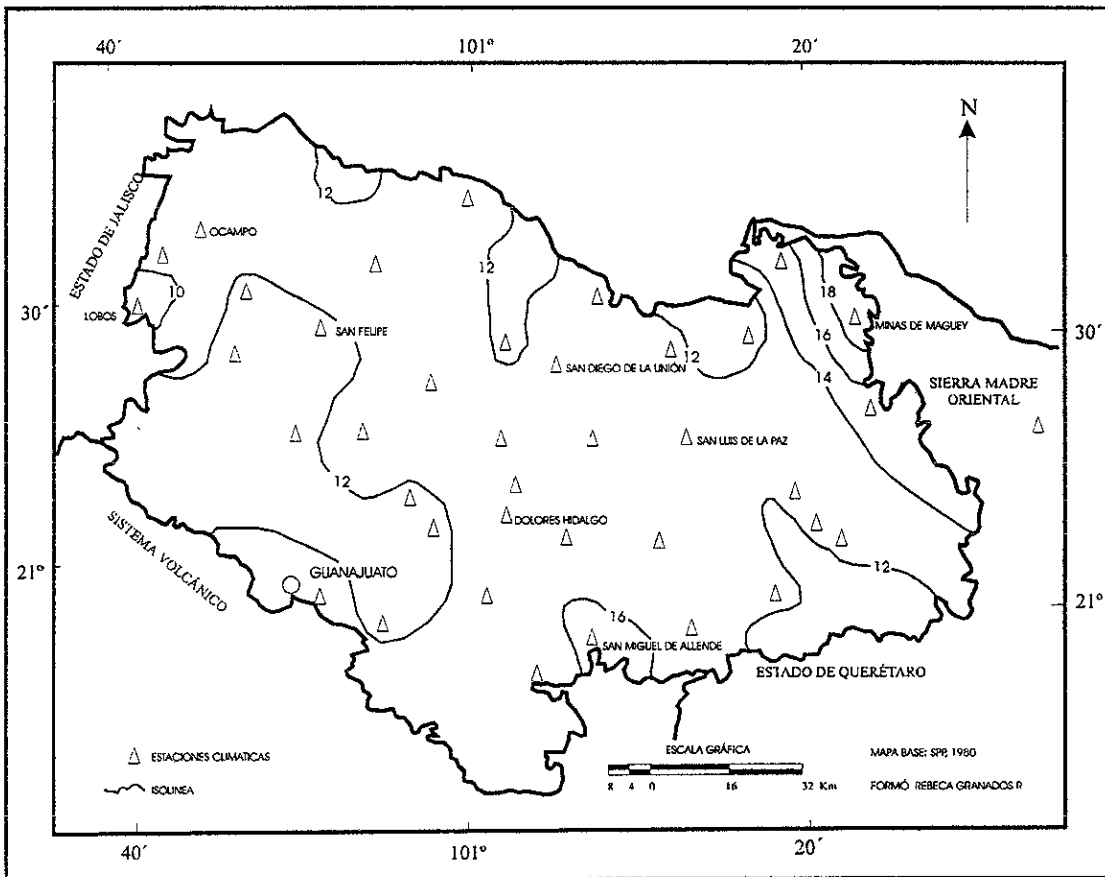 40´ 101° 20´
N
12
ESTADO DE JALISCO
OCAMPO
12
10
18
30´ LOBOS
SAN FELIPE
MINAS DE MAGUEY
30´
16
12
SAN DIEGO DE LA UNIÓN
14
SIERRA MADRE
ORIENTAL
SAN LUIS DE LA PAZ
12
DOLORES HIDALGO
SISTEMA VOLCÁNICO
GUANAJUATO
21°
12
21°
16
SAN MIGUEL DE ALLENDE
ESTADO DE QUERÉTARO
ESTACIONES CLIMATICAS
ISOLINEA
ESCALA GRÁFICA
8 4 0 16 32 Km
MAPA BASE: SPP, 1980
FORMÓ REBECA GRANADOS R
40´ 101° 20´